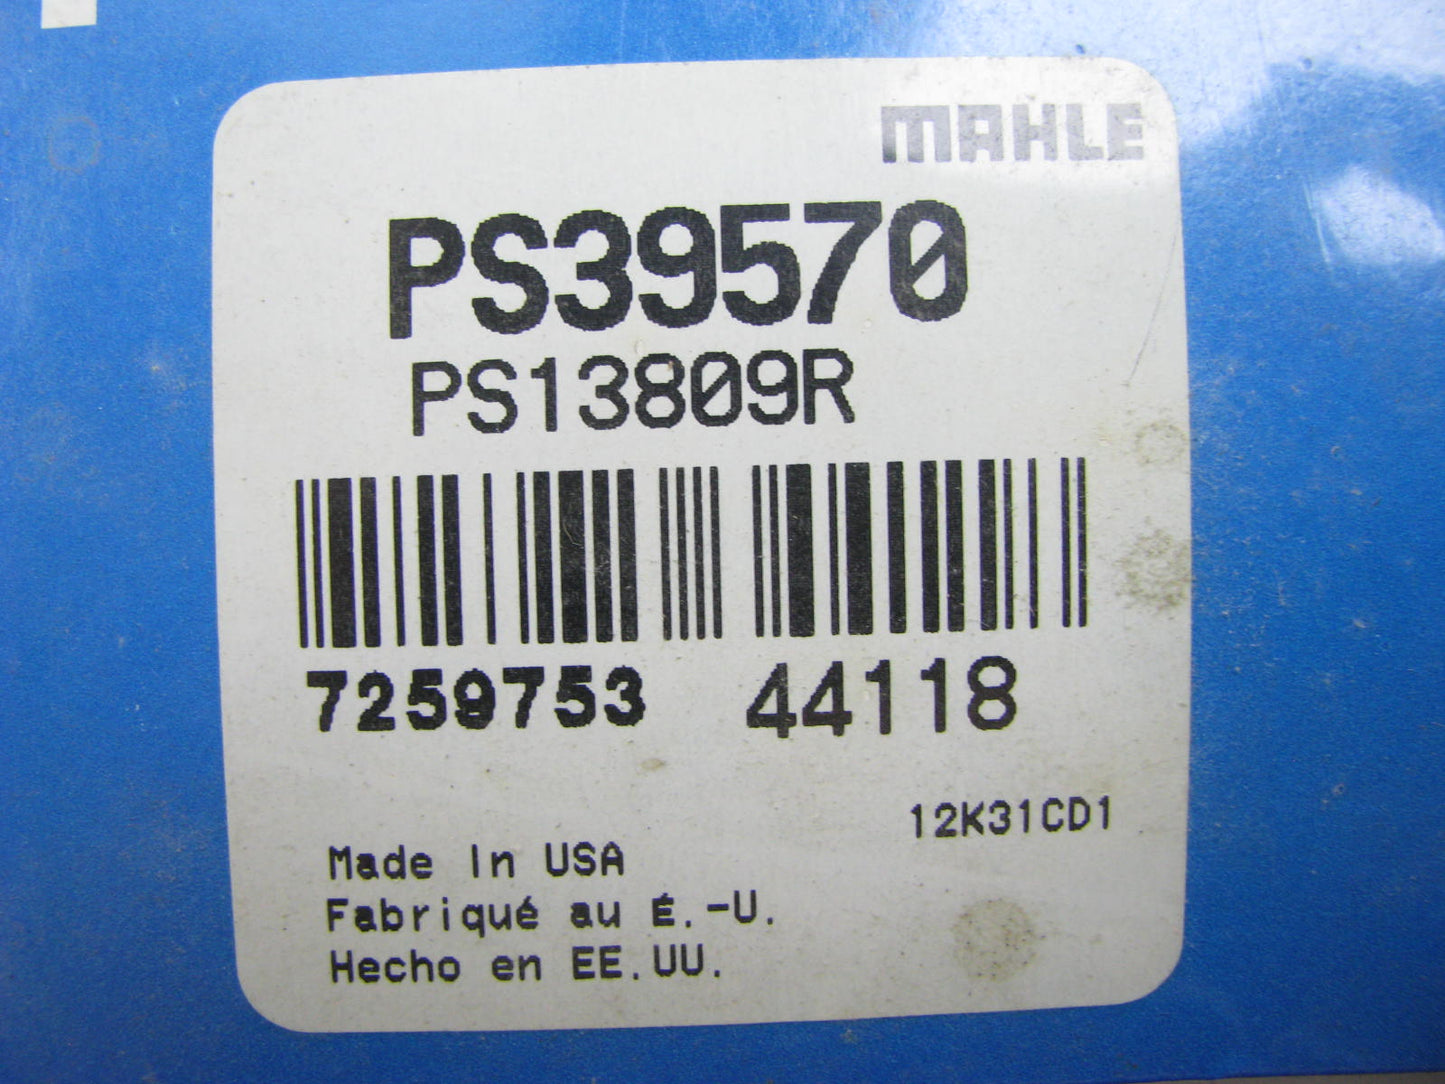 MAHLE
PS39570
PS13809R
7259753 44118
12K31CD1
Made In USA
Fabriqué au É.-U.
Hecho en EE.UU.